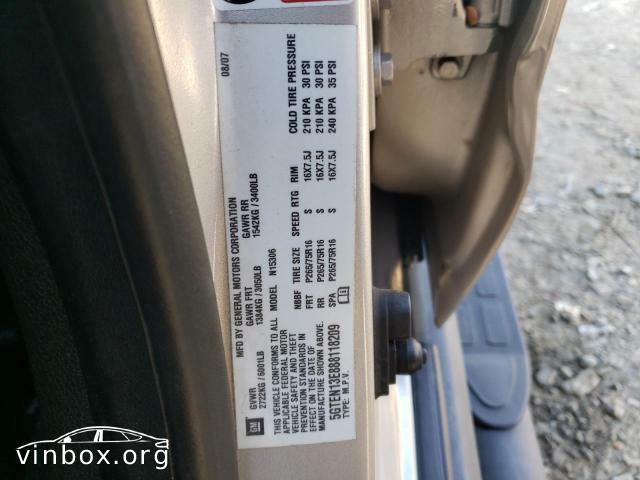 MFD BY GENERAL MOTORS CORPORATION
08/07
GM
GVWR GAWR FRT GAWR RR
2722KG / 6001LB 1384KG / 3050LB 1542KG / 3400LB
THIS VEHICLE CONFORMS TO ALL
APPLICABLE FEDERAL MOTOR
VEHICLE SAFETY AND THEFT
PREVENTION STANDARDS IN
EFFECT ON THE DATE OF
MANUFACTURE SHOWN ABOVE.
5GTEN13E888118209
TYPE: M.P.V.
MODEL N15306
NBBF TIRE SIZE SPEED RTG RIM COLD TIRE PRESSURE
FRT P265/75R16 S 16X7.5J 210 KPA 30 PSI
RR P265/75R16 S 16X7.5J 210 KPA 30 PSI
SPA P265/75R16 S 16X7.5J 240 KPA 35 PSI
vinbox.org